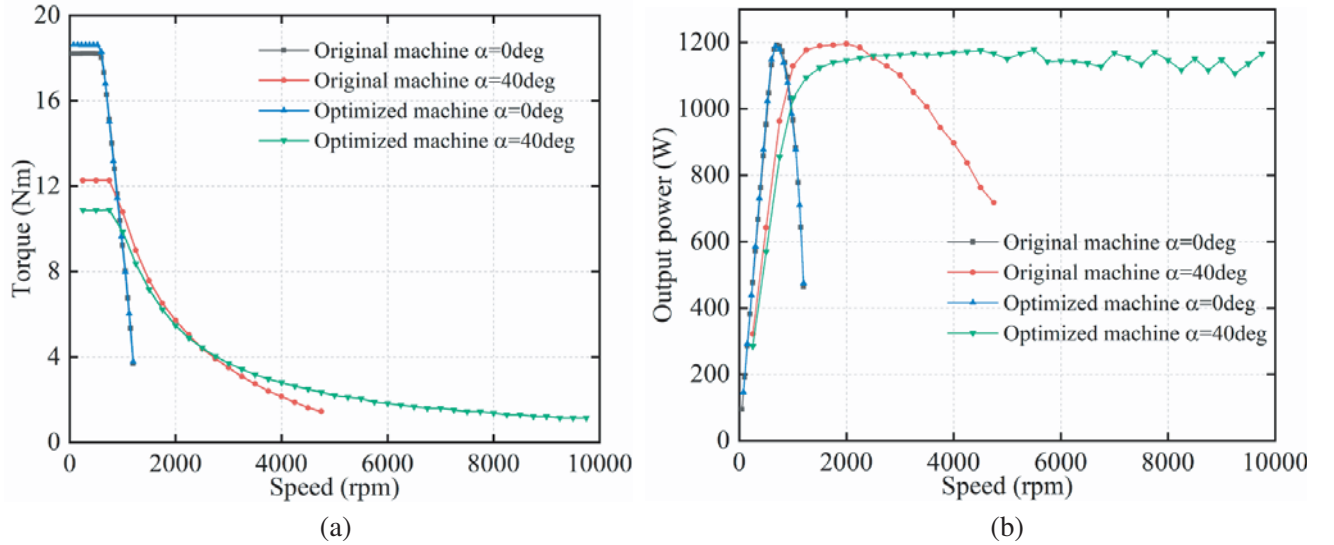 20
16
12
8
4
0
Torque (Nm)
Original machine α=0deg
Original machine α=40deg
Optimized machine α=0deg
Optimized machine α=40deg
0 2000 4000 6000 8000 10000
Speed (rpm)
(a)
1200
1000
800
600
400
200
0
Output power (W)
Original machine α=0deg
Original machine α=40deg
Optimized machine α=0deg
Optimized machine α=40deg
0 2000 4000 6000 8000 10000
Speed (rpm)
(b)